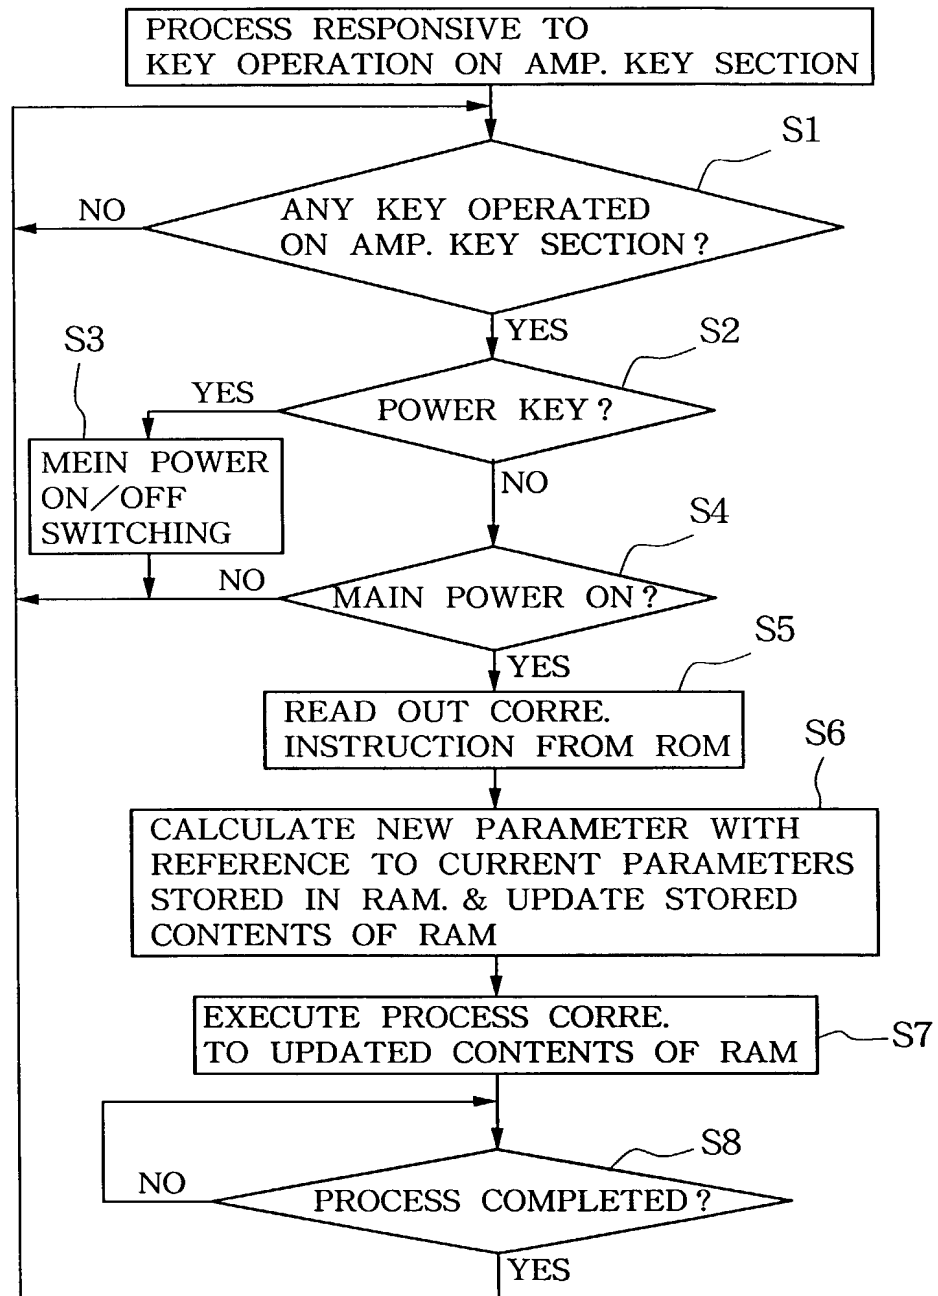 PROCESS RESPONSIVE TO
KEY OPERATION ON AMP. KEY SECTION
S1
NO
ANY KEY OPERATED
ON AMP. KEY SECTION?
YES
S2
S3
YES
POWER KEY?
MEIN POWER
ON/OFF
SWITCHING
NO
S4
NO
MAIN POWER ON?
S5
YES
READ OUT CORRE.
INSTRUCTION FROM ROM
S6
CALCULATE NEW PARAMETER WITH
REFERENCE TO CURRENT PARAMETERS
STORED IN RAM. & UPDATE STORED
CONTENTS OF RAM
EXECUTE PROCESS CORRE.
TO UPDATED CONTENTS OF RAM
S7
S8
NO
PROCESS COMPLETED?
YES